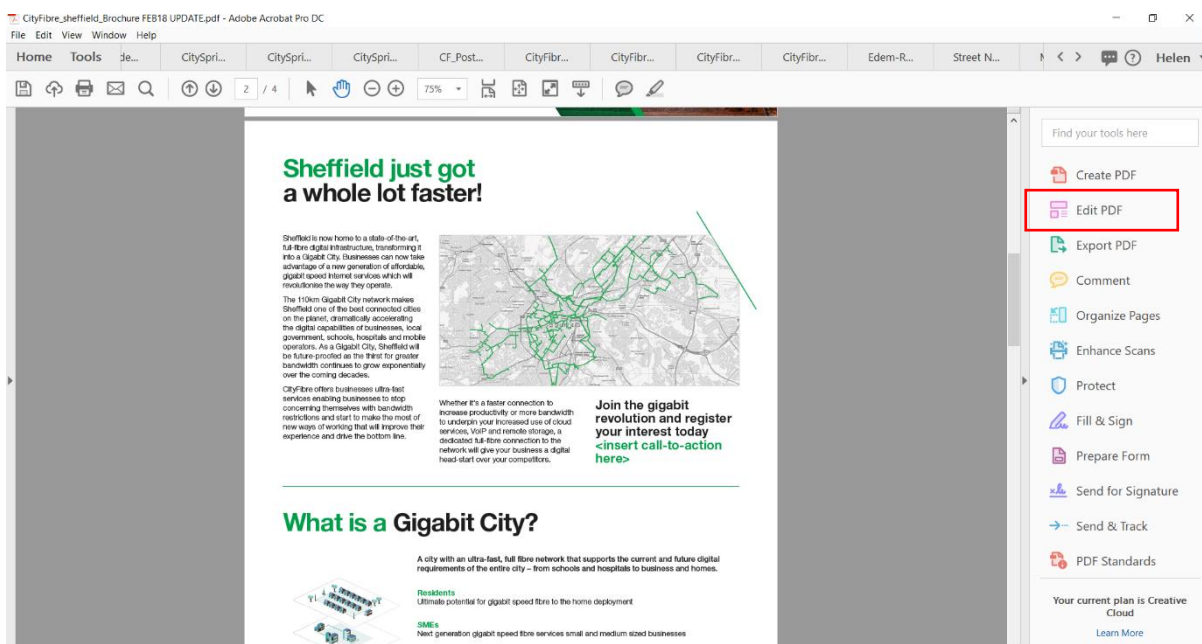 CityFibre_sheffield_Brochure FEB18 UPDATE.pdf - Adobe Acrobat Pro DC
File Edit View Window Help
Home Tools de... CitySpri... CitySpri... CitySpri... CF_Post... CityFibr... CityFibr... CityFibr... CityFibr... Edem-R... Street N... Helen
2 / 4 75%
Sheffield just got
a whole lot faster!
Sheffield is now home to a state-of-the-art,
full-fibre digital infrastructure, transforming it
into a Gigabit City. Businesses can now take
advantage of a new generation of affordable,
gigabit speed internet services which will
revolutionise the way they operate.
The 110km Gigabit City network makes
Sheffield one of the best connected cities
on the planet, dramatically accelerating
the digital capabilities of businesses, local
government, schools, hospitals and mobile
operators. As a Gigabit City, Sheffield will
be future-proofed as the thirst for greater
bandwidth continues to grow exponentially
over the coming decades.
CityFibre offers businesses ultra-fast
services enabling businesses to stop
concerning themselves with bandwidth
restrictions and start to make the most of
new ways of working that will improve their
experience and drive the bottom line.
Whether it's a faster connection to
increase productivity or more bandwidth
to underpin your increased use of cloud
services, VoIP and remote storage, a
dedicated full-fibre connection to the
network will give your business a digital
head-start over your competitors.
Join the gigabit
revolution and register
your interest today
<insert call-to-action
here>
What is a Gigabit City?
A city with an ultra-fast, full fibre network that supports the current and future digital
requirements of the entire city – from schools and hospitals to business and homes.
Residents
Ultimate potential for gigabit speed fibre to the home deployment
SMEs
Next generation gigabit speed fibre services small and medium sized businesses
Find your tools here
Create PDF
Edit PDF
Export PDF
Comment
Organize Pages
Enhance Scans
Protect
Fill & Sign
Prepare Form
Send for Signature
Send & Track
PDF Standards
Your current plan is Creative
Cloud
Learn More